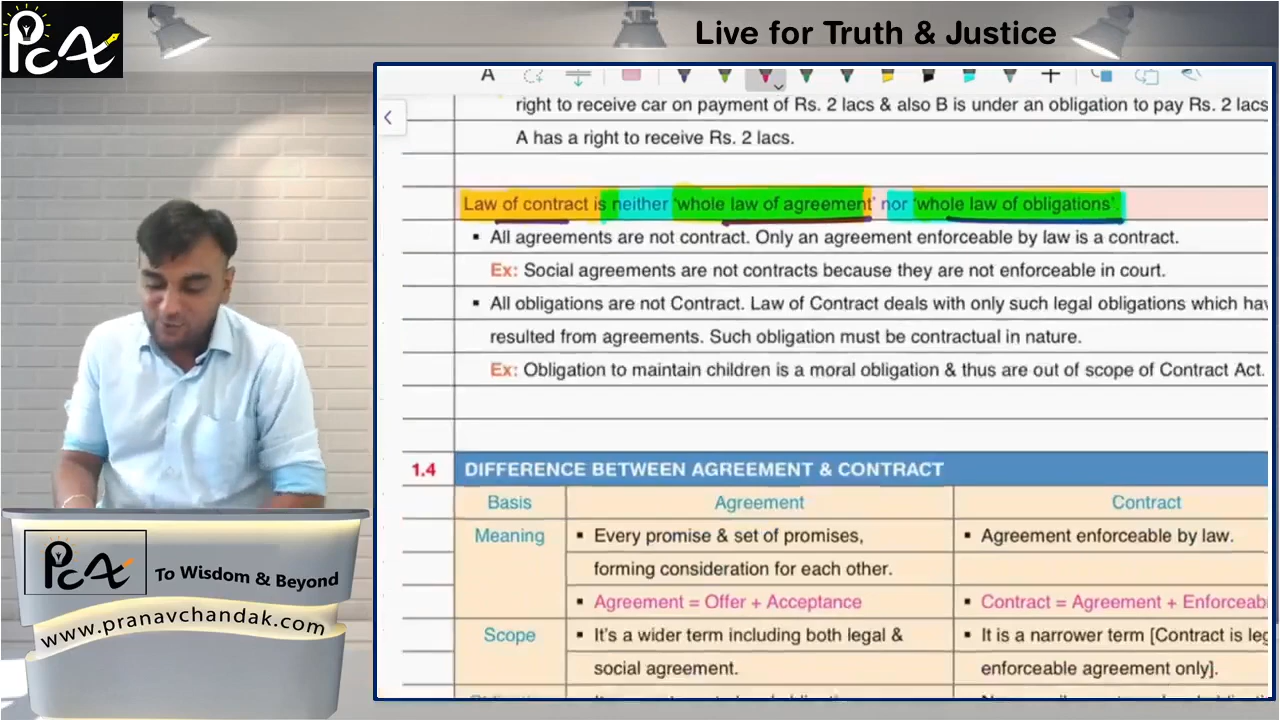 PCA
Live for Truth & Justice
A
right to receive car on payment of Rs. 2 lacs & also B is under an obligation to pay Rs. 2 lacs
A has a right to receive Rs. 2 lacs.
Law of contract is neither ‘whole law of agreement’ nor ‘whole law of obligations’.
▪ All agreements are not contract. Only an agreement enforceable by law is a contract.
Ex: Social agreements are not contracts because they are not enforceable in court.
▪ All obligations are not Contract. Law of Contract deals with only such legal obligations which hav
resulted from agreements. Such obligation must be contractual in nature.
Ex: Obligation to maintain children is a moral obligation & thus are out of scope of Contract Act.
1.4 DIFFERENCE BETWEEN AGREEMENT & CONTRACT
Basis Agreement Contract
Meaning ▪ Every promise & set of promises, ▪ Agreement enforceable by law.
forming consideration for each other.
▪ Agreement = Offer + Acceptance ▪ Contract = Agreement + Enforceabi
Scope ▪ It’s a wider term including both legal & ▪ It is a narrower term [Contract is leg
social agreement. enforceable agreement only].
PCA
To Wisdom & Beyond
www.pranavchandak.com